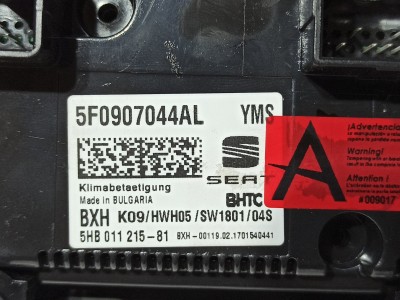 5F0907044AL YMS
SEAT
Klimabetaetigung
Made in BULGARIA
BHTC
BXH K09/HWH05/SW1801/04S
5HB 011 215-81 BXH-00119.02.1701540441
A
¡Advertencia
Warning!
Attention !
#009017